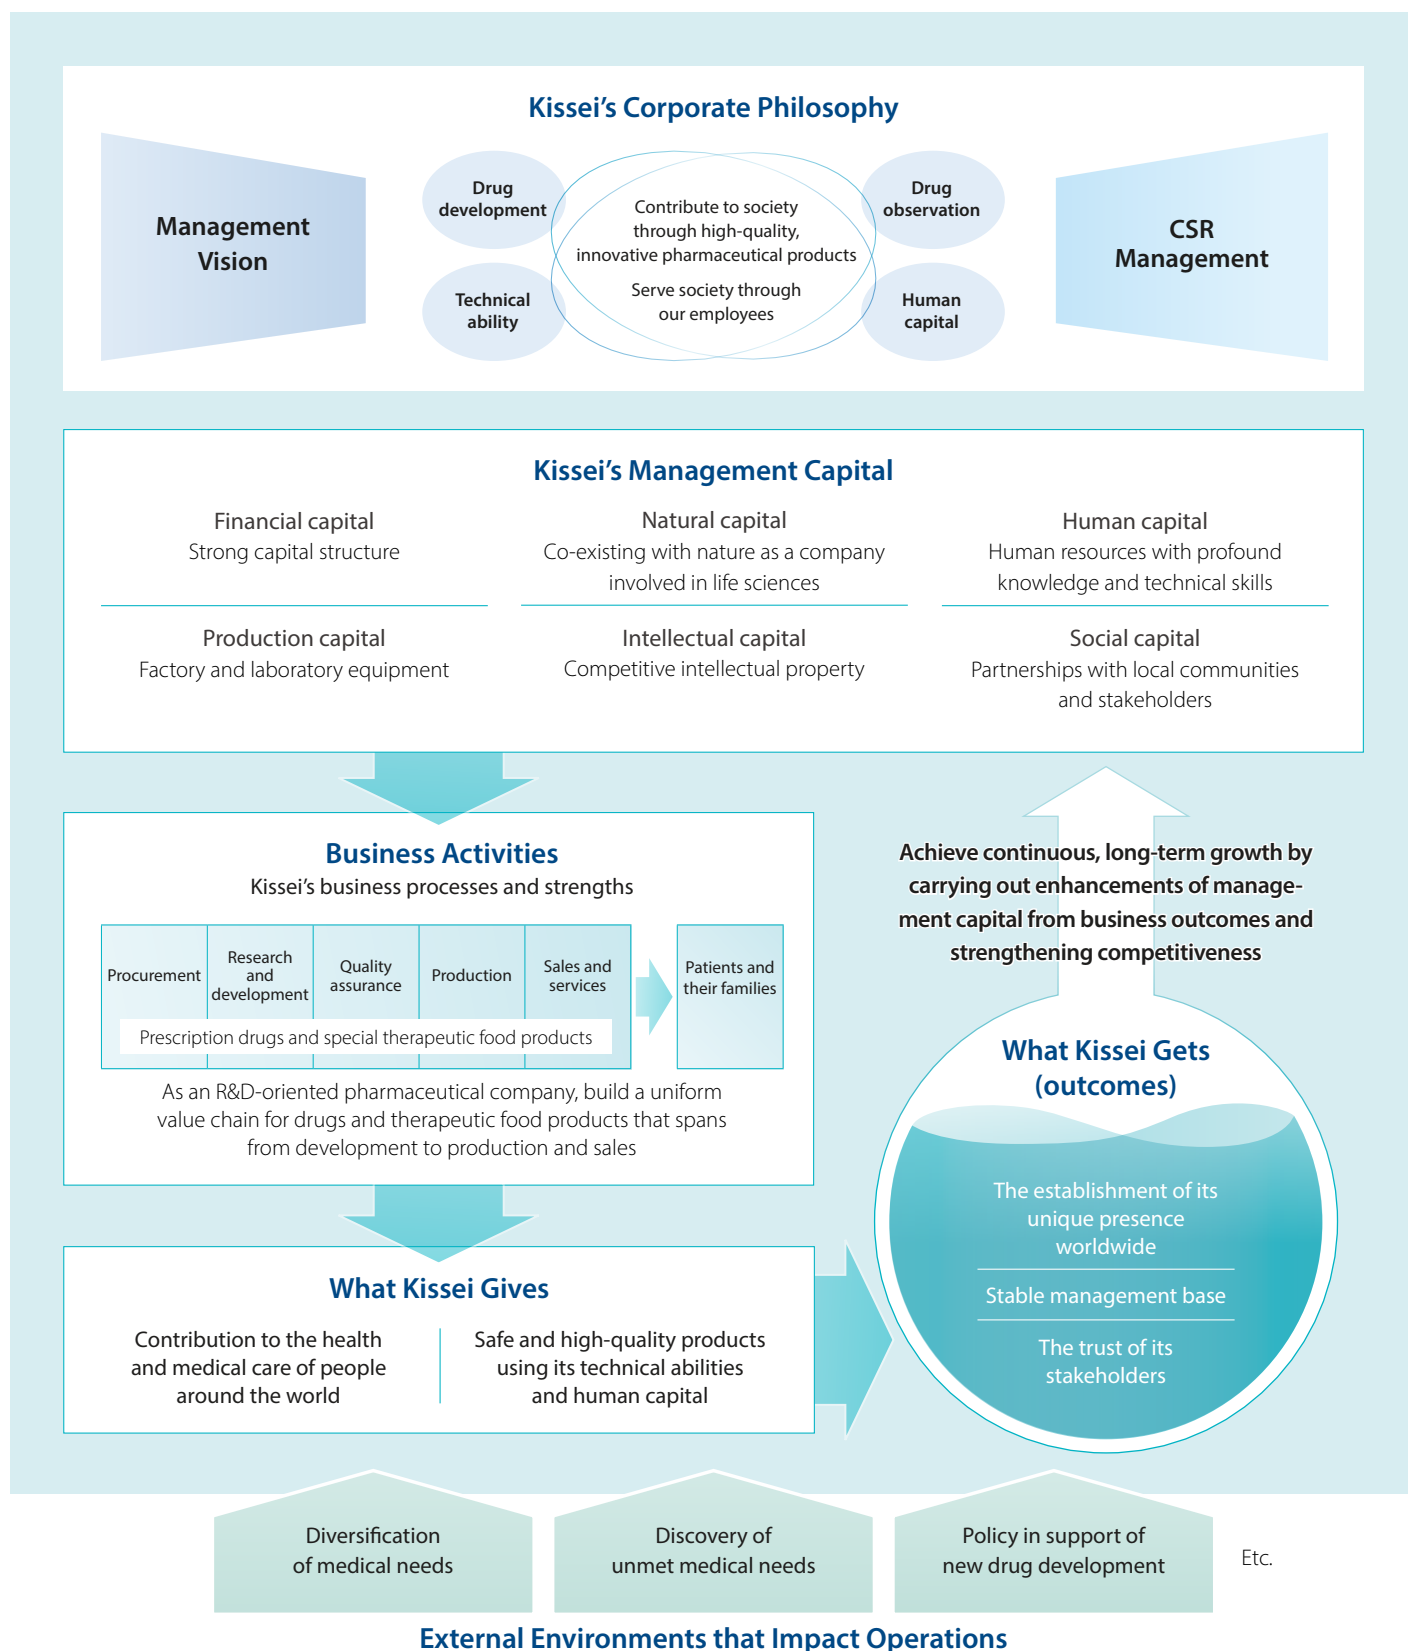 Kissei’s Corporate Philosophy
Management
Vision
Drug
development
Technical
ability
Contribute to society
through high-quality,
innovative pharmaceutical products
Serve society through
our employees
Drug
observation
Human
capital
CSR
Management
Kissei’s Management Capital
Financial capital
Strong capital structure
Natural capital
Co-existing with nature as a company
involved in life sciences
Human capital
Human resources with profound
knowledge and technical skills
Production capital
Factory and laboratory equipment
Intellectual capital
Competitive intellectual property
Social capital
Partnerships with local communities
and stakeholders
Business Activities
Kissei’s business processes and strengths
Procurement
Research
and
development
Quality
assurance
Production
Sales and
services
Patients and
their families
Prescription drugs and special therapeutic food products
As an R&D-oriented pharmaceutical company, build a uniform
value chain for drugs and therapeutic food products that spans
from development to production and sales
What Kissei Gives
Contribution to the health
and medical care of people
around the world
Safe and high-quality products
using its technical abilities
and human capital
Achieve continuous, long-term growth by
carrying out enhancements of manage-
ment capital from business outcomes and
strengthening competitiveness
What Kissei Gets
(outcomes)
The establishment of its
unique presence
worldwide
Stable management base
The trust of its
stakeholders
Diversification
of medical needs
Discovery of
unmet medical needs
Policy in support of
new drug development
Etc.
External Environments that Impact Operations